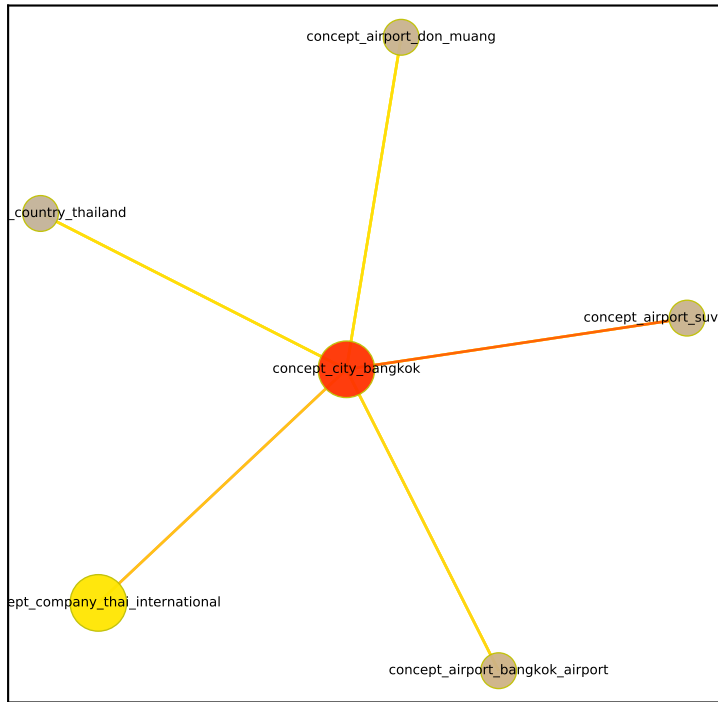 concept_airport_don_muang
_country_thailand
concept_airport_suv
concept_city_bangkok
ept_company_thai_international
concept_airport_bangkok_airport